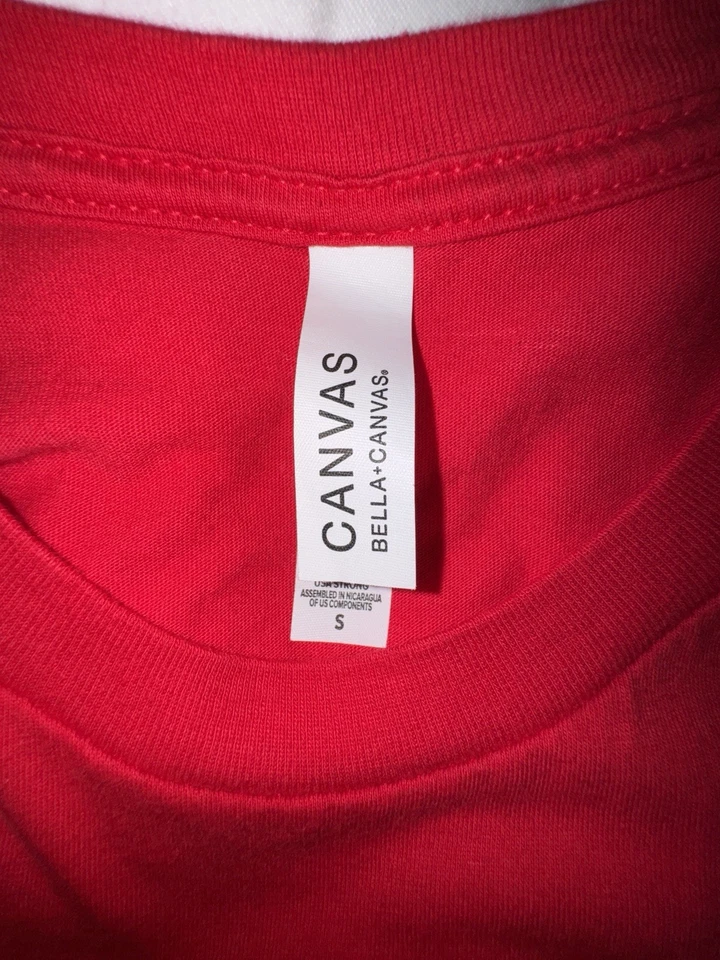 CANVAS
BELLA+CANVAS®
USA STRONG
ASSEMBLED IN NICARAGUA
OF US COMPONENTS
S